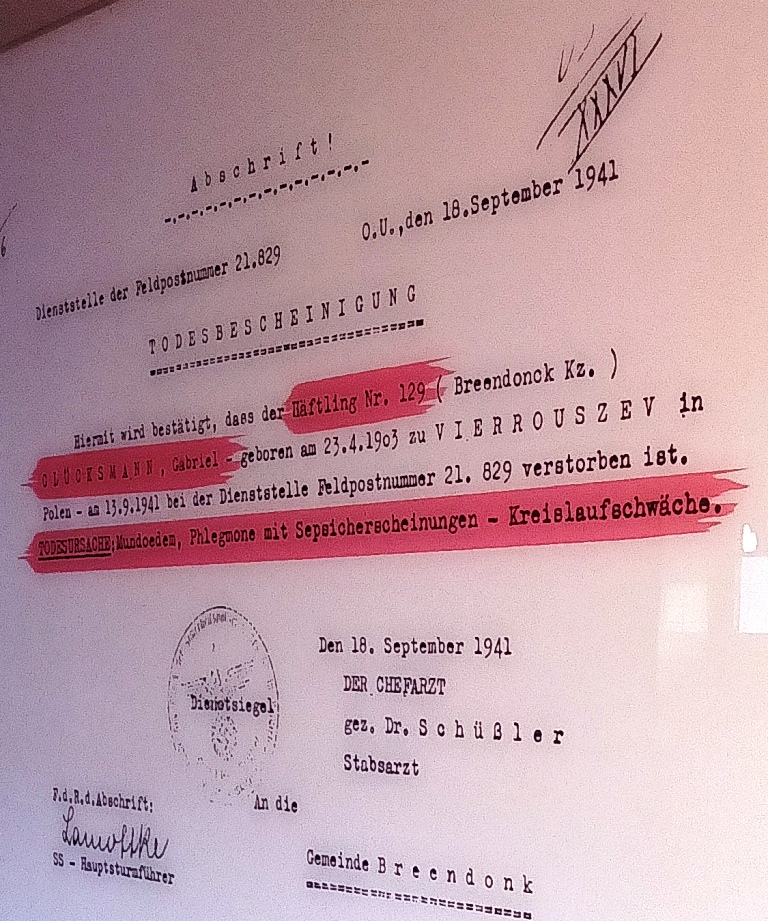 XXXVI
Abschrift!
O.U.,den 18.September 1941
Dienststelle der Feldpostnummer 21.829
TODESBESCHEINIGUNG
Hiermit wird bestätigt, dass der Häftling Nr. 129 ( Breendonck Kz. )
GLÜCKSMANN, Gabriel - geboren am 23.4.1903 zu VIERROUSZEV in
Polen - am 13.9.1941 bei der Dienststelle Feldpostnummer 21. 829 verstorben ist.
TODESURSACHE;Mundoedem, Phlegmone mit Sepsicherscheinungen - Kreislaufschwäche.
Den 18. September 1941
DER CHEFARZT
Dienstsiegel
gez. Dr. Schüßler
Stabsarzt
F.d.R.d.Abschrift:
An die
SS - Hauptsturmführer
Gemeinde Breendonk